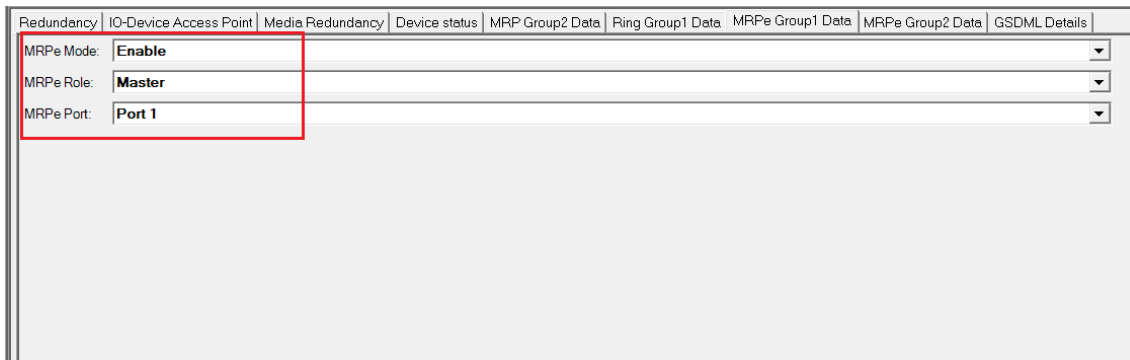 Redundancy IO-Device Access Point Media Redundancy Device status MRP Group2 Data Ring Group1 Data MRPe Group1 Data MRPe Group2 Data GSDML Details
MRPe Mode: Enable
MRPe Role: Master
MRPe Port: Port 1